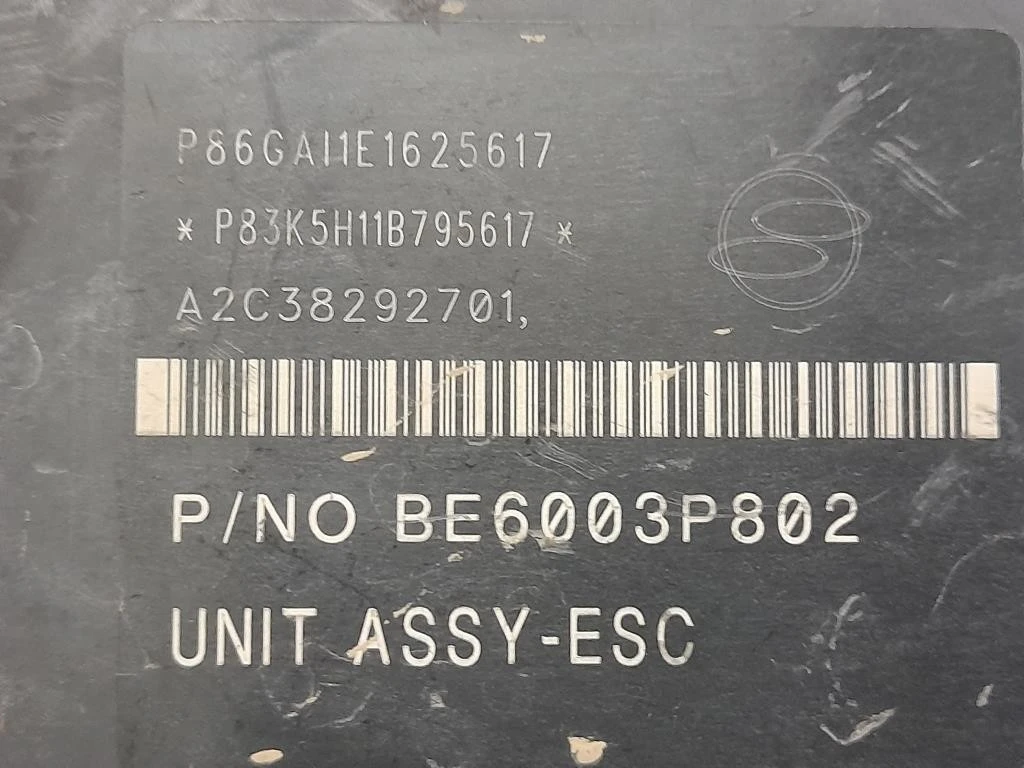 P86GAI1E1625617
* P83K5H11B795617 *
A2C38292701,
P/NO BE6003P802
UNIT ASSY-ESC